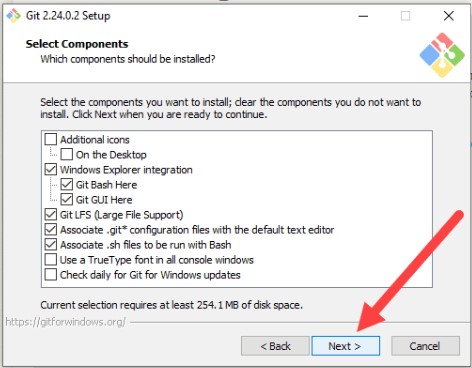 Git 2.24.0.2 Setup
Select Components
Which components should be installed?
Select the components you want to install; clear the components you do not want to
install. Click Next when you are ready to continue.
Additional icons
On the Desktop
Windows Explorer integration
Git Bash Here
Git GUI Here
Git LFS (Large File Support)
Associate .git* configuration files with the default text editor
Associate .sh files to be run with Bash
Use a TrueType font in all console windows
Check daily for Git for Windows updates
Current selection requires at least 254.1 MB of disk space.
https://gitforwindows.org/
< Back
Next >
Cancel